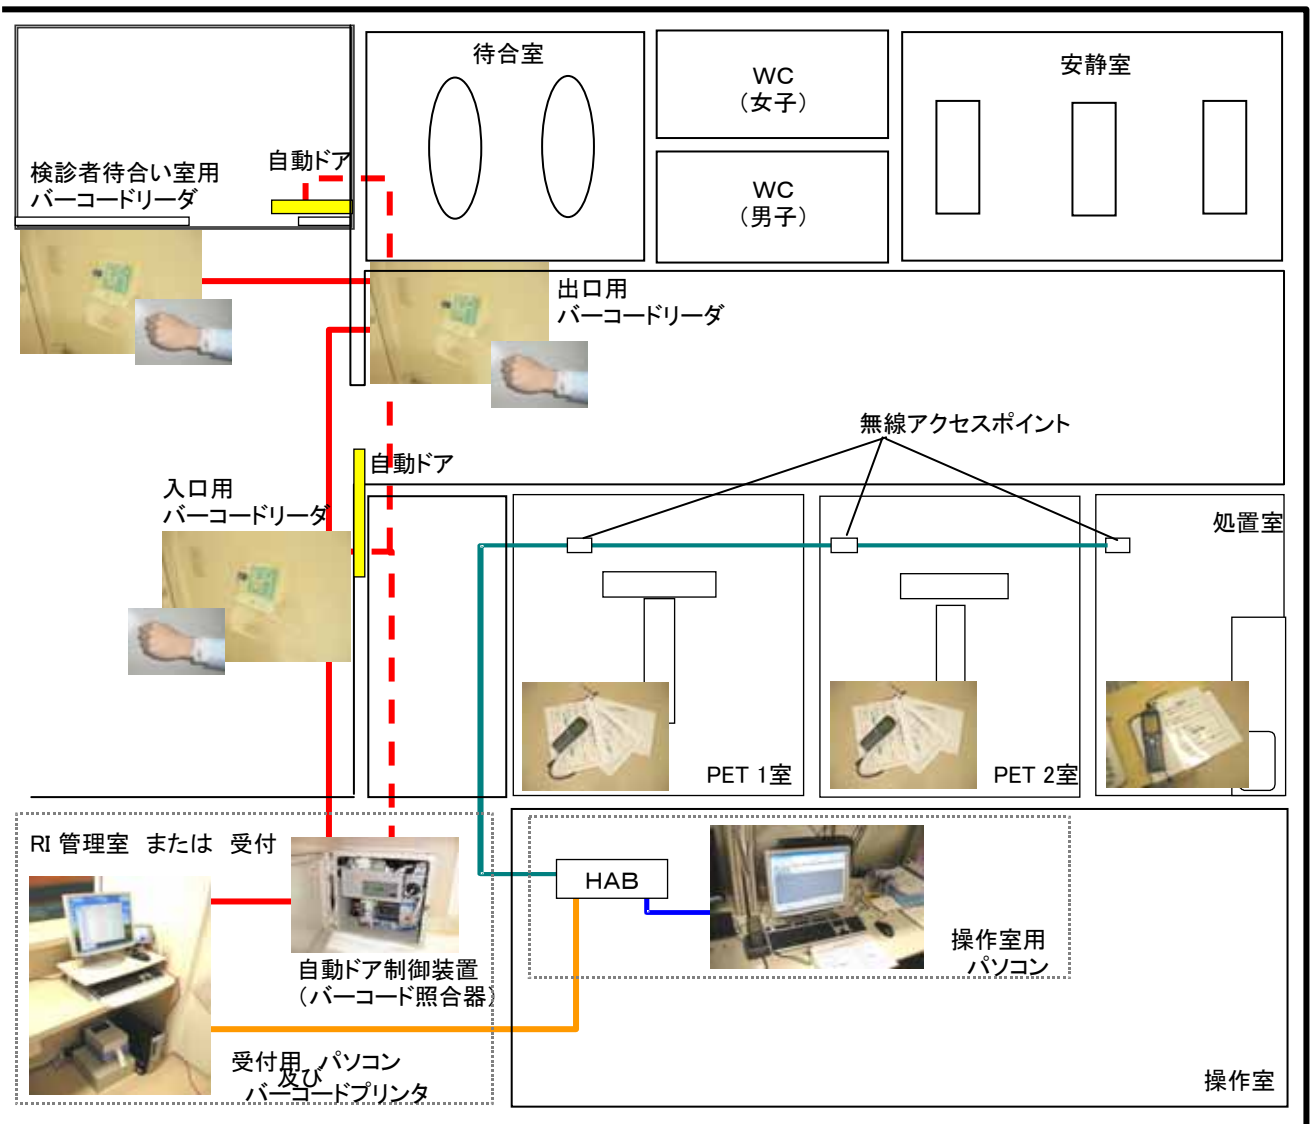 待合室
WC
（女子）
安静室
自動ドア
検診者待合い室用
バーコードリーダ
WC
（男子）
出口用
バーコードリーダ
無線アクセスポイント
自動ドア
入口用
バーコードリーダ
処置室
PET 1室
PET 2室
RI 管理室　または　受付
HAB
操作室用
パソコン
自動ドア制御装置
（バーコード照合器）
受付用　パソコン
及び
バーコードプリンタ
操作室